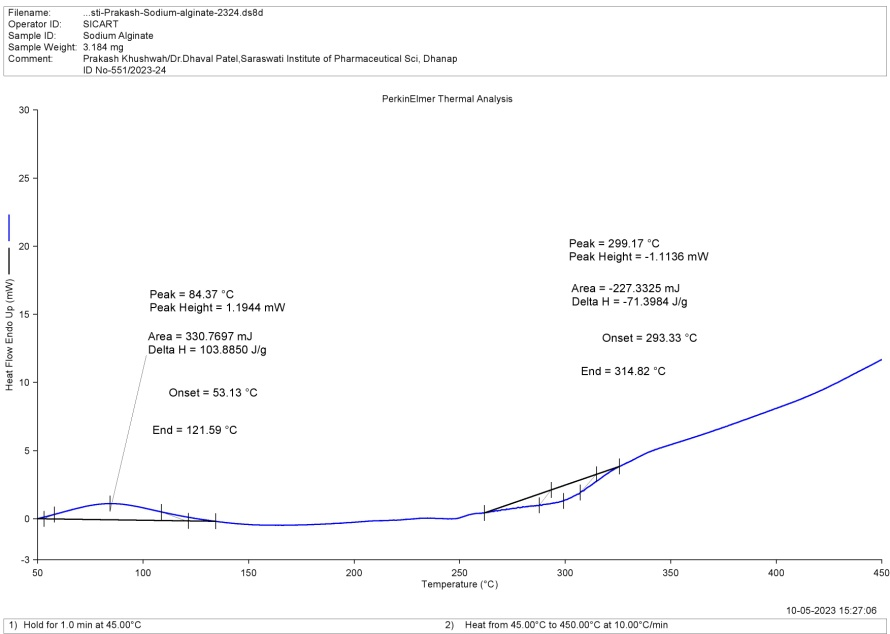 Filename: ...sti-Prakash-Sodium-alginate-2324.ds8d
Operator ID: SICART
Sample ID: Sodium Alginate
Sample Weight: 3.184 mg
Comment: Prakash Khushwah/Dr.Dhaval Patel,Saraswati Institute of Pharmaceutical Sci, Dhanap
ID No-551/2023-24
PerkinElmer Thermal Analysis
30
25
20
15
10
5
0
-3
Heat Flow Endo Up (mW)
Peak = 84.37 °C
Peak Height = 1.1944 mW
Area = 330.7697 mJ
Delta H = 103.8850 J/g
Onset = 53.13 °C
End = 121.59 °C
Peak = 299.17 °C
Peak Height = -1.1136 mW
Area = -227.3325 mJ
Delta H = -71.3984 J/g
Onset = 293.33 °C
End = 314.82 °C
50 100 150 200 250 300 350 400 450
Temperature (°C)
10-05-2023 15:27:06
1) Hold for 1.0 min at 45.00°C 2) Heat from 45.00°C to 450.00°C at 10.00°C/min